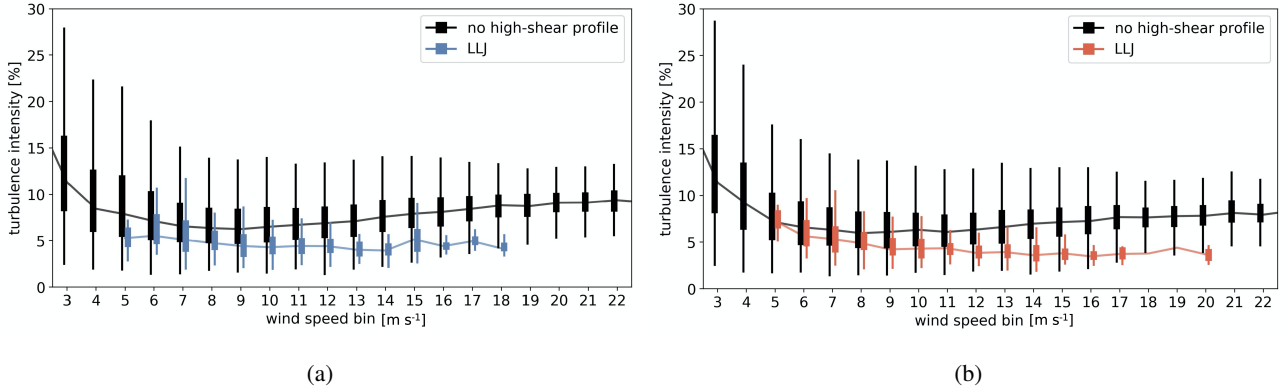 30
25
20
15
10
5
0
turbulence intensity [%]
no high-shear profile
LLJ
3 4 5 6 7 8 9 10 11 12 13 14 15 16 17 18 19 20 21 22
wind speed bin [m s⁻¹]
(a)
30
25
20
15
10
5
0
turbulence intensity [%]
no high-shear profile
LLJ
3 4 5 6 7 8 9 10 11 12 13 14 15 16 17 18 19 20 21 22
wind speed bin [m s⁻¹]
(b)